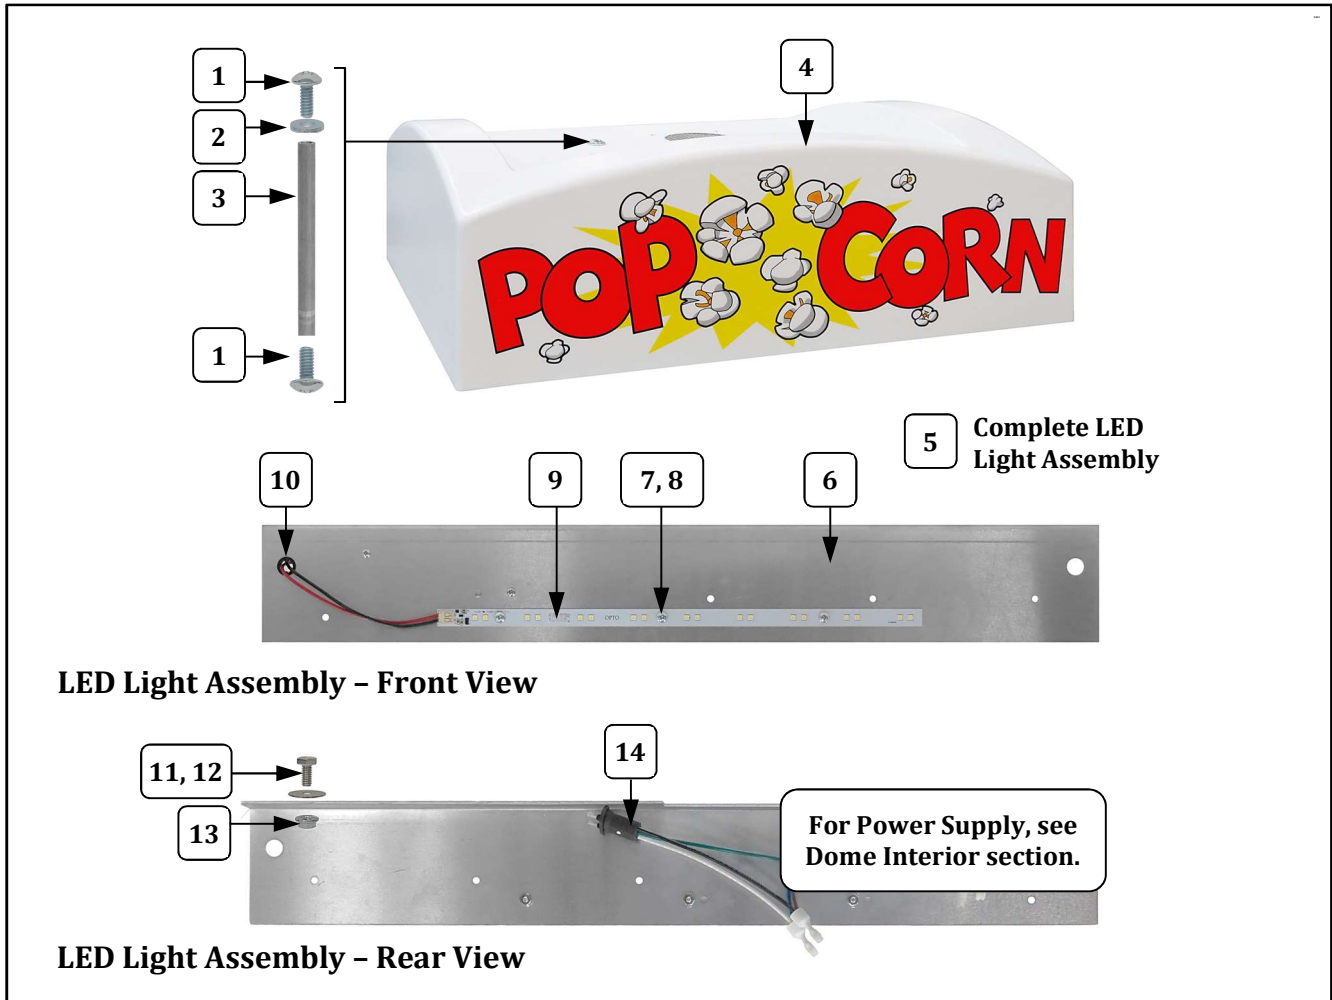 1
2
3
1
4
POP CORN
5
Complete LED
Light Assembly
10
9
7, 8
6
OPTO
LED Light Assembly – Front View
11, 12
13
14
For Power Supply, see
Dome Interior section.
LED Light Assembly – Rear View